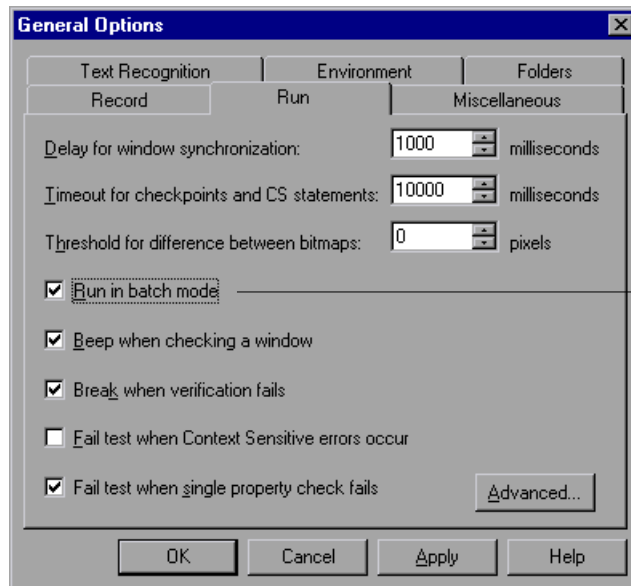 General Options
Text Recognition Environment Folders
Record Run Miscellaneous
Delay for window synchronization: 1000 milliseconds
Timeout for checkpoints and CS statements: 10000 milliseconds
Threshold for difference between bitmaps: 0 pixels
Run in batch mode
Beep when checking a window
Break when verification fails
Fail test when Context Sensitive errors occur
Fail test when single property check fails
Advanced...
OK Cancel Apply Help